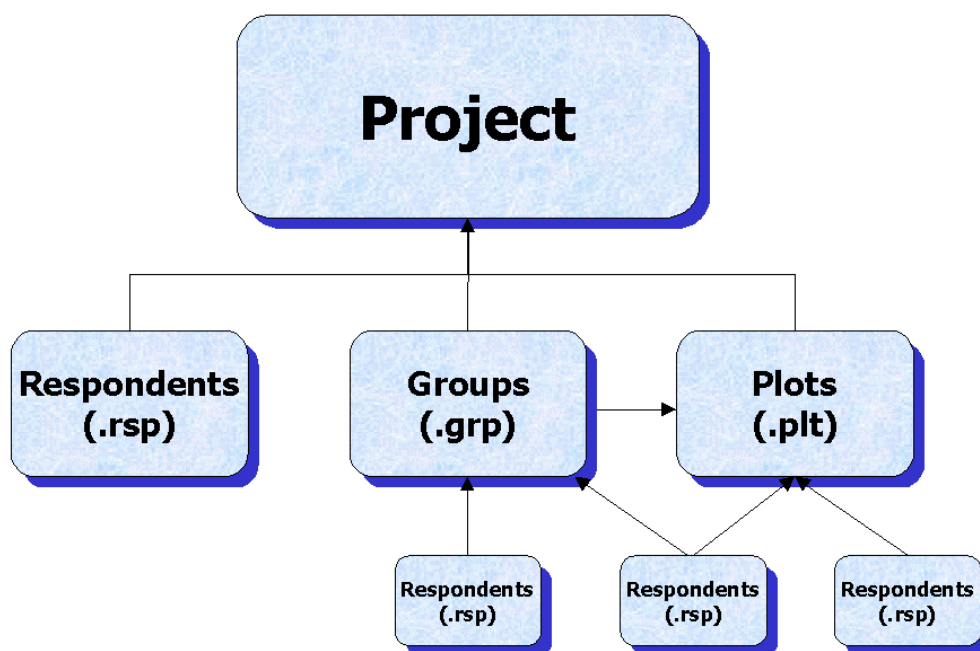 Project
Respondents
(.rsp)
Groups
(.grp)
Plots
(.plt)
Respondents
(.rsp)
Respondents
(.rsp)
Respondents
(.rsp)